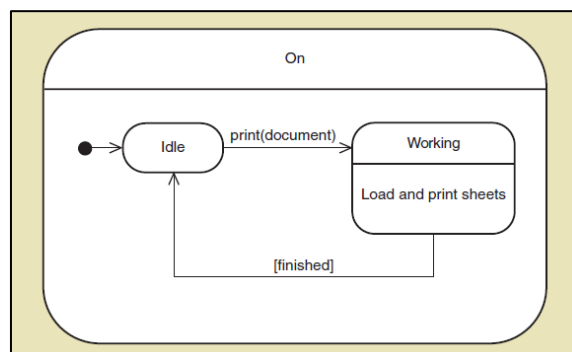 On
Idle
print(document)
Working
Load and print sheets
[finished]